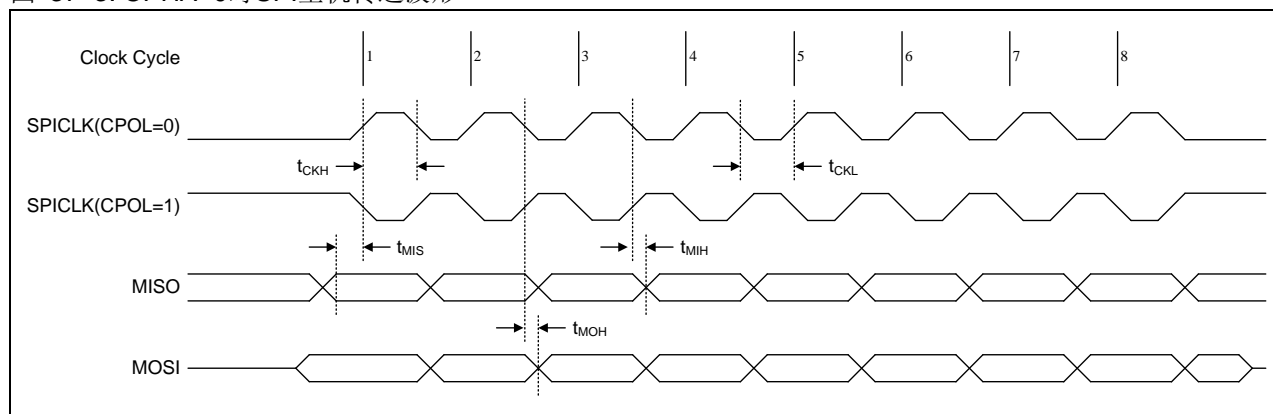 Clock Cycle 1 2 3 4 5 6 7 8
SPICLK(CPOL=0)
tCKH tCKL
SPICLK(CPOL=1)
tMIS tMIH
MISO
tMOH
MOSI